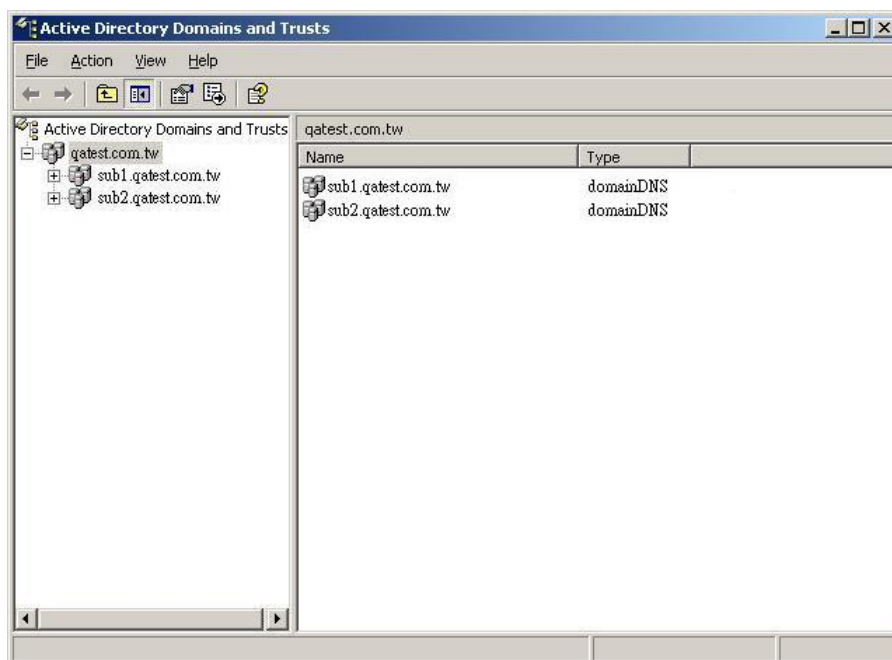 Active Directory Domains and Trusts
File Action View Help
Active Directory Domains and Trusts
qatest.com.tw
sub1.qatest.com.tw
sub2.qatest.com.tw
qatest.com.tw
Name Type
sub1.qatest.com.tw domainDNS
sub2.qatest.com.tw domainDNS